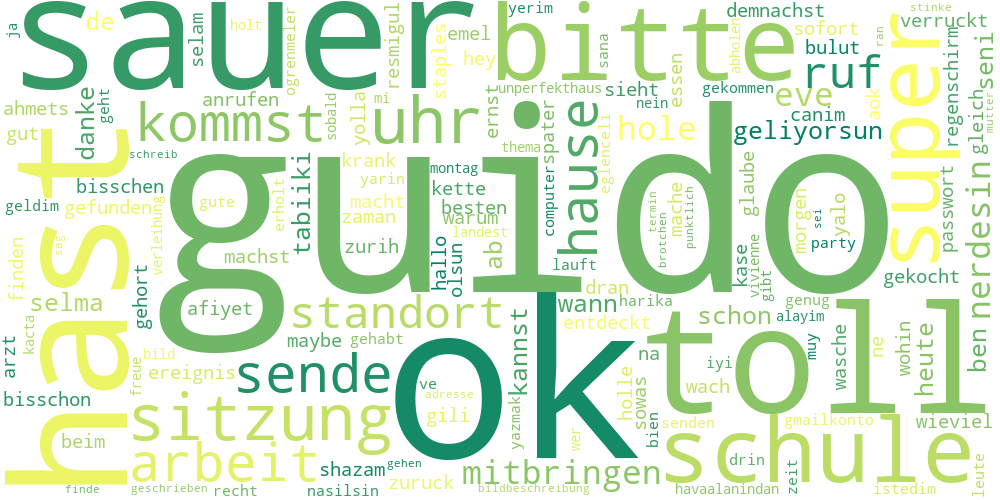 guido
ok
sauer
hast
toll
bitte
super
schule
sitzung
uhr
kommst
hause
sende
arbeit
standort
mitbringen
ruf
hole
eve
geliyorsun
nerdesin
ben
seni
heute
kannst
wann
schon
tabiiki
danke
selma
de
ja
holt
selam
ogrenmeler
resmigul
staples
emel
hey
yerim
demnachst
sofort
bulut
abholen
sana
essen
sieht
gekommen
unperfekthaus
verruckt
stinke
ran
aok
regenschirm
gleich
mutter
passwort
canim
nein
ernst
spater
computer
egienceli
thema
montag
kette
besten
warum
landest
ab
lauft
anrufen
mi
sobald
yolla
krank
yarin
macht
zaman
zurih
hallo
olsun
erholt
ahmets
gut
geht
schreib
bisschen
geldim
gefunden
gute
verleihung
machst
gehort
afiyet
finden
sag
arzt
kacta
bisschon
bild
ereignis
freue
maybe
gehabt
beim
finde
geschrieben
recht
shazam
nasilsin
gehen
zuruck
ve
adresse
gili
yazmak
bildbeschreibung
wer
entdeckt
dran
harika
holle
sowas
na
bien
senden
wach
iyi
drin
zeit
havaalanindan
gmailkonto
istedim
leute
wieviel
muy
alayim
genug
wasche
ne
wohin
gekocht
party
sei
termin
brotchen
punktlich
mache
glaube
kase
vivienne
gibt
morgen
yalo